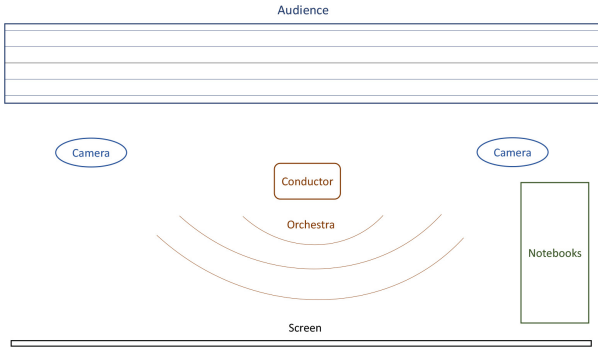 Audience
Camera
Camera
Conductor
Orchestra
Notebooks
Screen